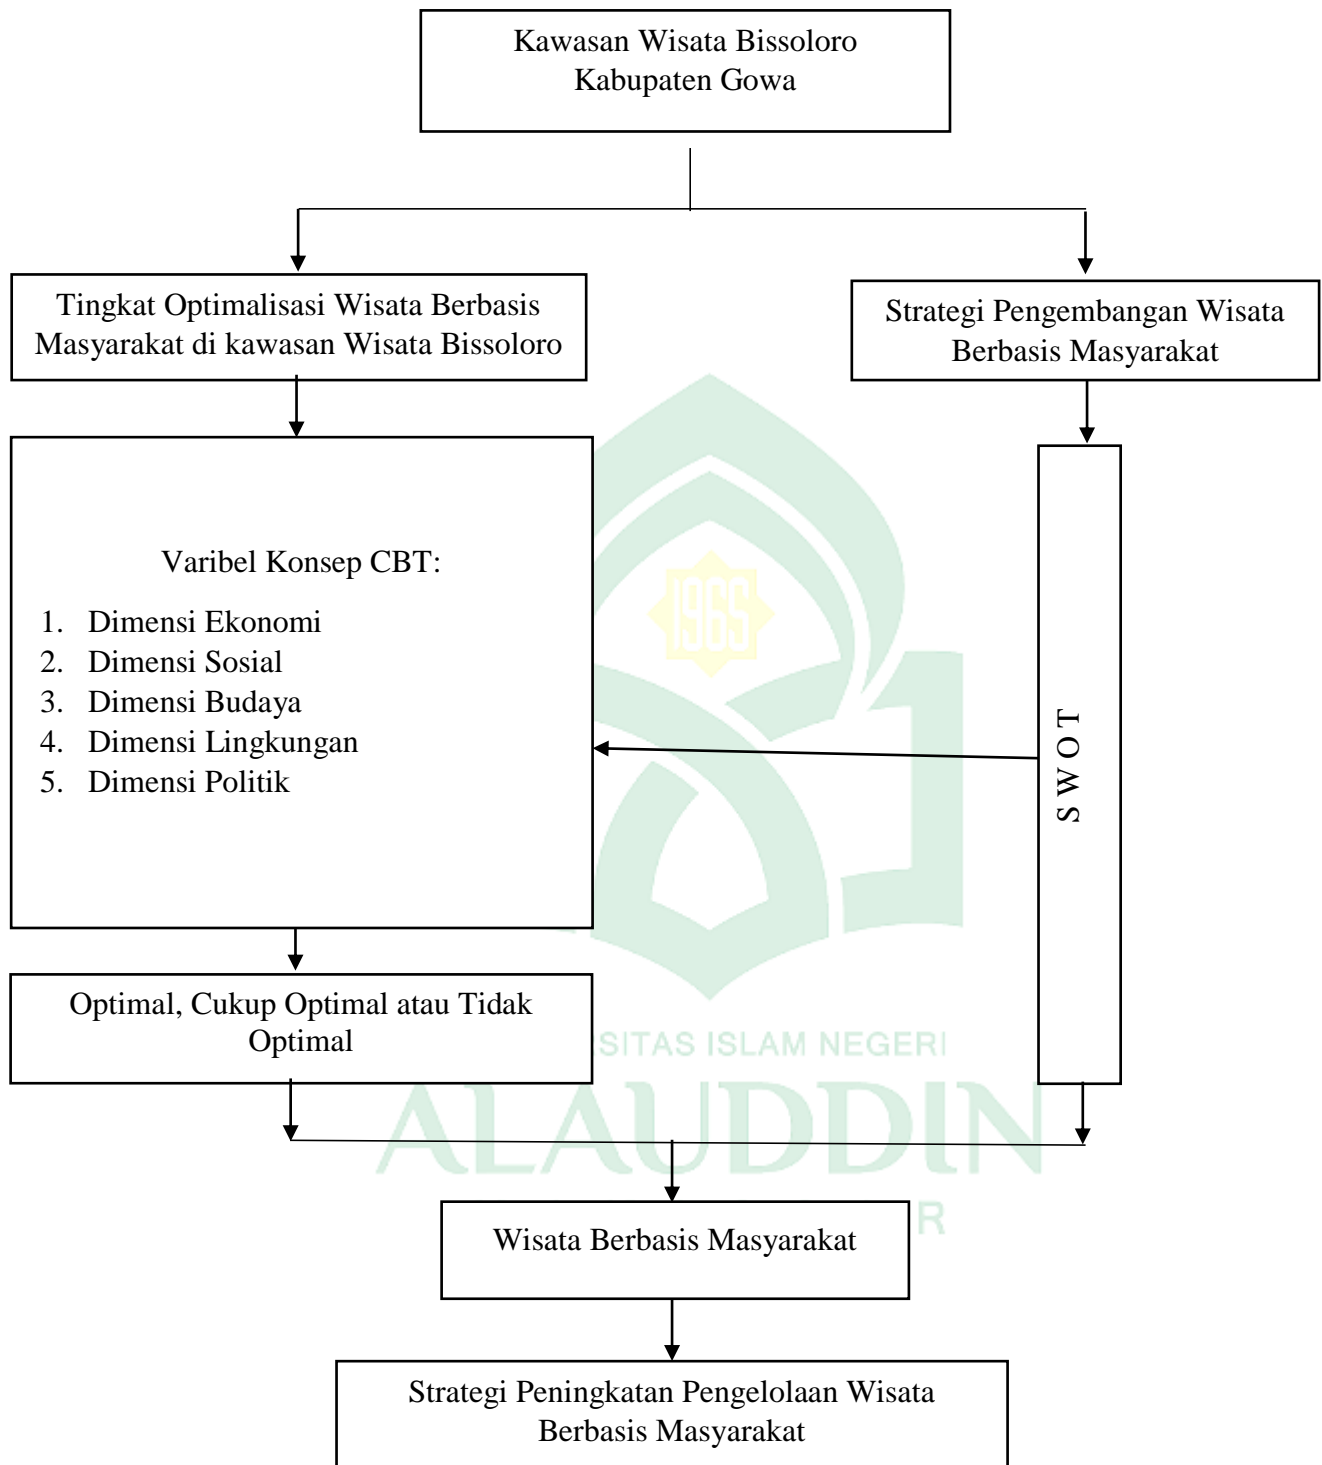 Kawasan Wisata Bissoloro
Kabupaten Gowa
Tingkat Optimalisasi Wisata Berbasis
Masyarakat di kawasan Wisata Bissoloro
Strategi Pengembangan Wisata
Berbasis Masyarakat
Varibel Konsep CBT:
1. Dimensi Ekonomi
2. Dimensi Sosial
3. Dimensi Budaya
4. Dimensi Lingkungan
5. Dimensi Politik
1965
S W O T
Optimal, Cukup Optimal atau Tidak
Optimal
SITAS ISLAM NEGERI
ALAUDDIN
R
Wisata Berbasis Masyarakat
Strategi Peningkatan Pengelolaan Wisata
Berbasis Masyarakat